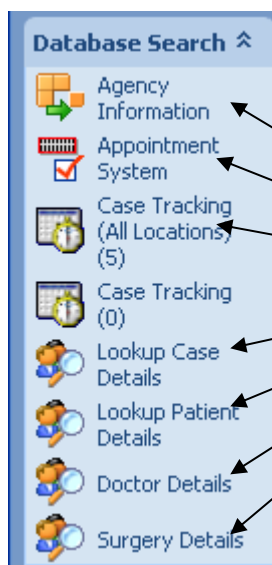 Database Search
Agency
Information
Appointment
System
Case Tracking
(All Locations)
(5)
Case Tracking
(0)
Lookup Case
Details
Lookup Patient
Details
Doctor Details
Surgery Details